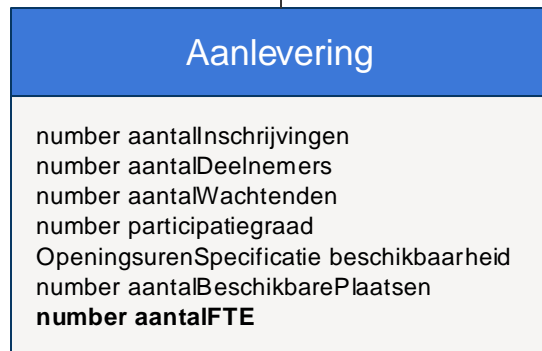 Aanlevering
number aantalInschrijvingen
number aantalDeelnemers
number aantalWachtenden
number participatiegraad
OpeningsurenSpecificatie beschikbaarheid
number aantalBeschikbarePlaatsen
number aantalFTE